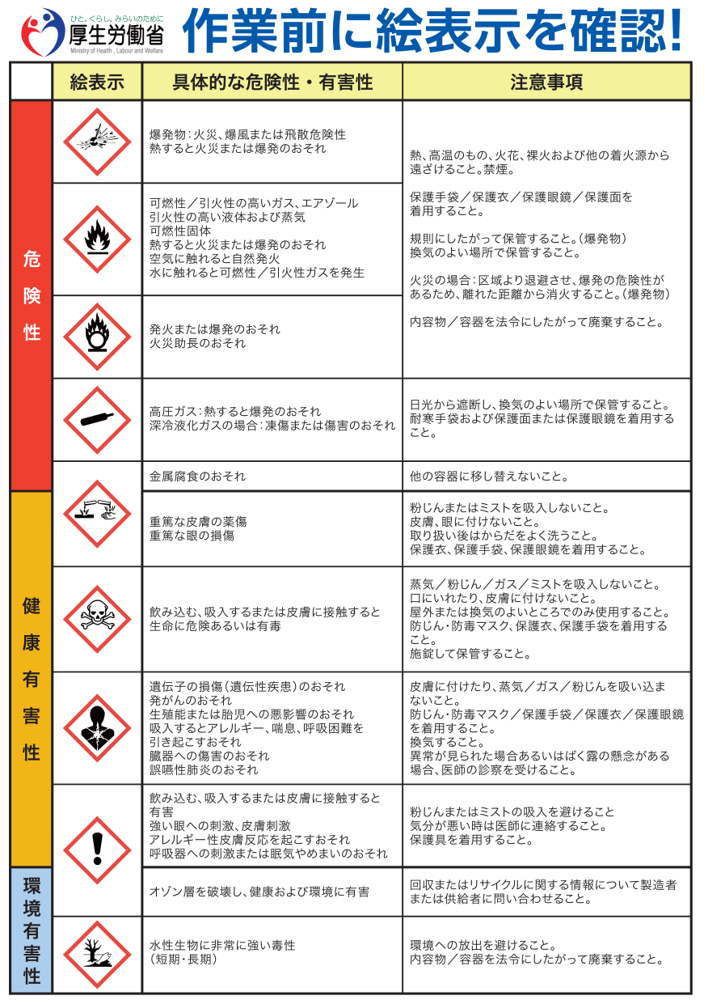 ひと、くらし、みらいのために
厚生労働省
Ministry of Health, Labour and Welfare
作業前に絵表示を確認!
絵表示
具体的な危険性・有害性
注意事項
危険性
爆発物:火災、爆風または飛散危険性
熱すると火災または爆発のおそれ
熱、高温のもの、火花、裸火および他の着火源から
遠ざけること。禁煙。
保護手袋/保護衣/保護眼鏡/保護面を
着用すること。
規則にしたがって保管すること。(爆発物)
換気のよい場所で保管すること。
火災の場合:区域より退避させ、爆発の危険性が
あるため、離れた距離から消火すること。(爆発物)
内容物/容器を法令にしたがって廃棄すること。
可燃性/引火性の高いガス、エアゾール
引火性の高い液体および蒸気
可燃性固体
熱すると火災または爆発のおそれ
空気に触れると自然発火
水に触れると可燃性/引火性ガスを発生
発火または爆発のおそれ
火災助長のおそれ
高圧ガス:熱すると爆発のおそれ
深冷液化ガスの場合:凍傷または傷害のおそれ
日光から遮断し、換気のよい場所で保管すること。
耐寒手袋および保護面または保護眼鏡を着用する
こと。
金属腐食のおそれ
他の容器に移し替えないこと。
健康有害性
重篤な皮膚の薬傷
重篤な眼の損傷
粉じんまたはミストを吸入しないこと。
皮膚、眼に付けないこと。
取り扱い後はからだをよく洗うこと。
保護衣、保護手袋、保護眼鏡を着用すること。
飲み込む、吸入するまたは皮膚に接触すると
生命に危険あるいは有毒
蒸気/粉じん/ガス/ミストを吸入しないこと。
口にいれたり、皮膚に付けないこと。
屋外または換気のよいところでのみ使用すること。
防じん・防毒マスク、保護衣、保護手袋を着用する
こと。
施錠して保管すること。
遺伝子の損傷(遺伝性疾患)のおそれ
発がんのおそれ
生殖能または胎児への悪影響のおそれ
吸入するとアレルギー、喘息、呼吸困難を
引き起こすおそれ
臓器への傷害のおそれ
誤嚥性肺炎のおそれ
皮膚に付けたり、蒸気/ガス/粉じんを吸い込ま
ないこと。
防じん・防毒マスク/保護手袋/保護衣/保護眼鏡
を着用すること。
換気すること。
異常が見られた場合あるいはばく露の懸念がある
場合、医師の診察を受けること。
飲み込む、吸入するまたは皮膚に接触すると
有害
強い眼への刺激、皮膚刺激
アレルギー性皮膚反応を起こすおそれ
呼吸器への刺激または眠気やめまいのおそれ
粉じんまたはミストの吸入を避けること
気分が悪い時は医師に連絡すること。
保護具を着用すること。
環境有害性
オゾン層を破壊し、健康および環境に有害
回収またはリサイクルに関する情報について製造者
または供給者に問い合わせること。
水性生物に非常に強い毒性
(短期・長期)
環境への放出を避けること。
内容物/容器を法令にしたがって廃棄すること。